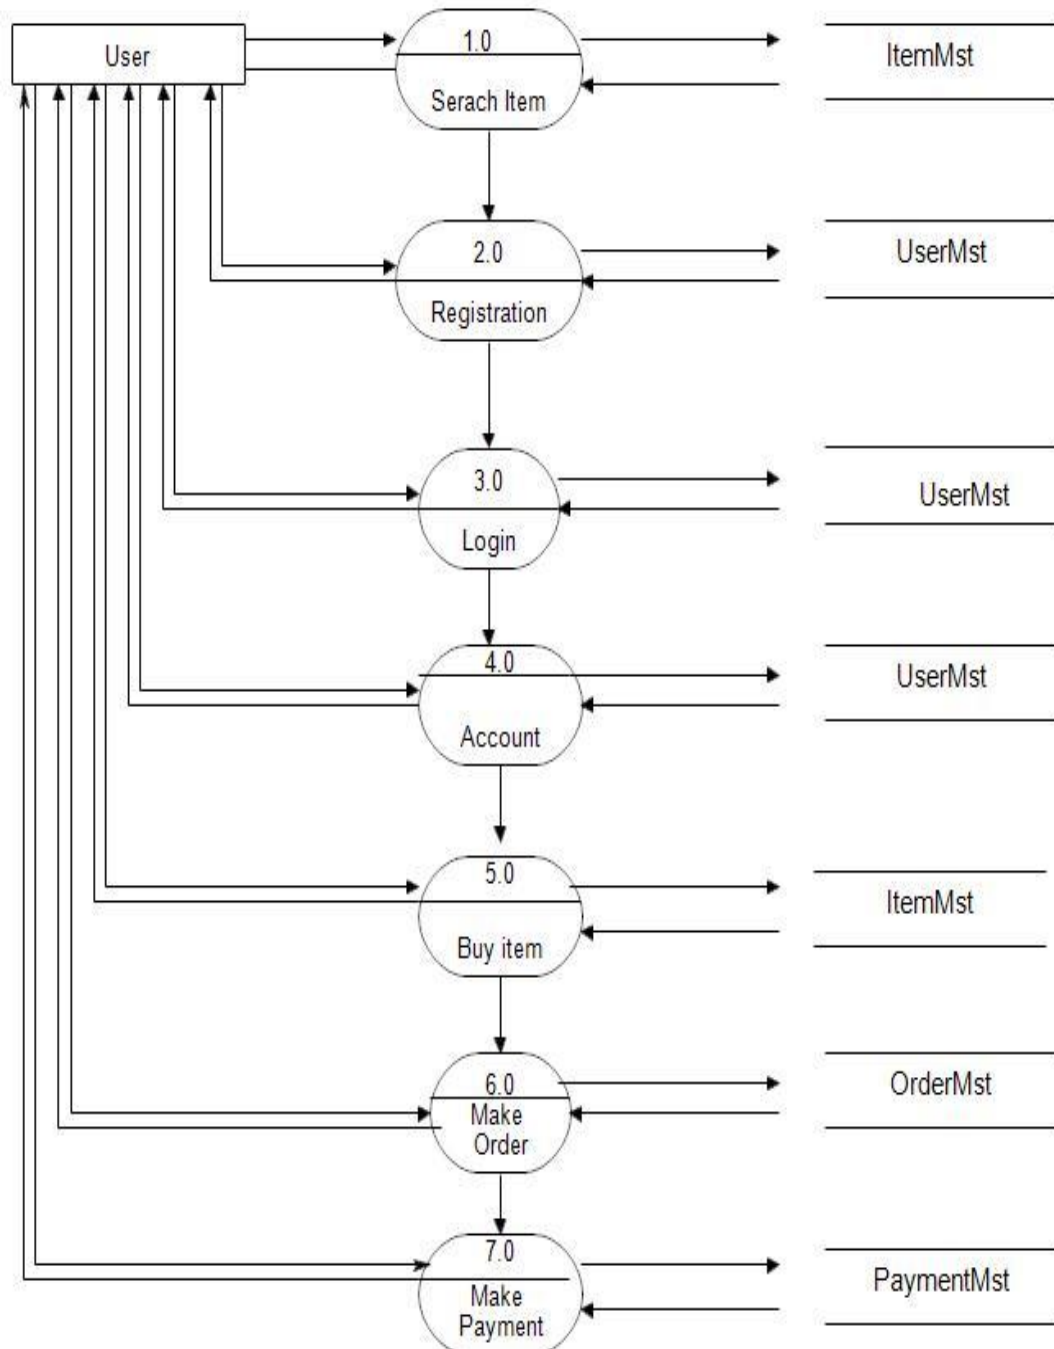 User
1.0
Serach Item
ItemMst
2.0
Registration
UserMst
3.0
Login
UserMst
4.0
Account
UserMst
5.0
Buy item
ItemMst
6.0
Make
Order
OrderMst
7.0
Make
Payment
PaymentMst